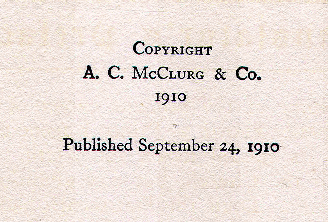 Copyright
A. C. McClurg & Co.
1910
Published September 24, 1910